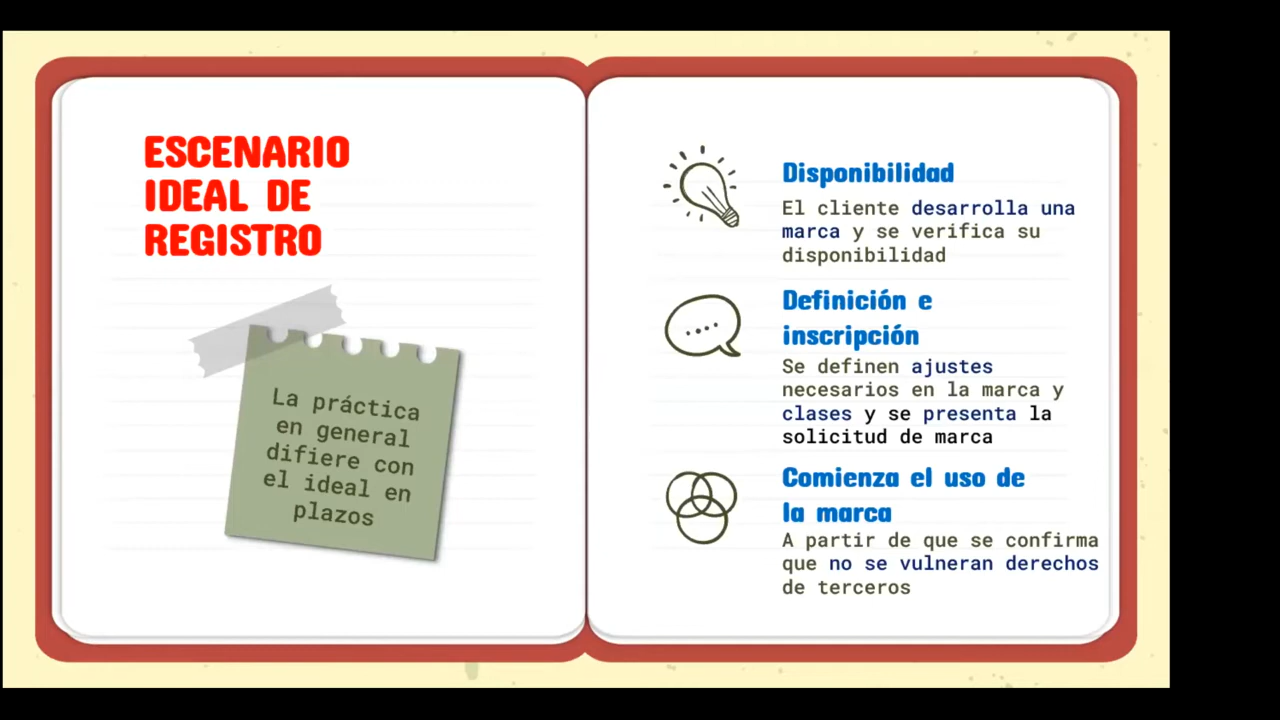 ESCENARIO
IDEAL DE
REGISTRO
La práctica
en general
difiere con
el ideal en
plazos
Disponibilidad
El cliente desarrolla una
marca y se verifica su
disponibilidad
Definición e
inscripción
Se definen ajustes
necesarios en la marca y
clases y se presenta la
solicitud de marca
Comienza el uso de
la marca
A partir de que se confirma
que no se vulneran derechos
de terceros